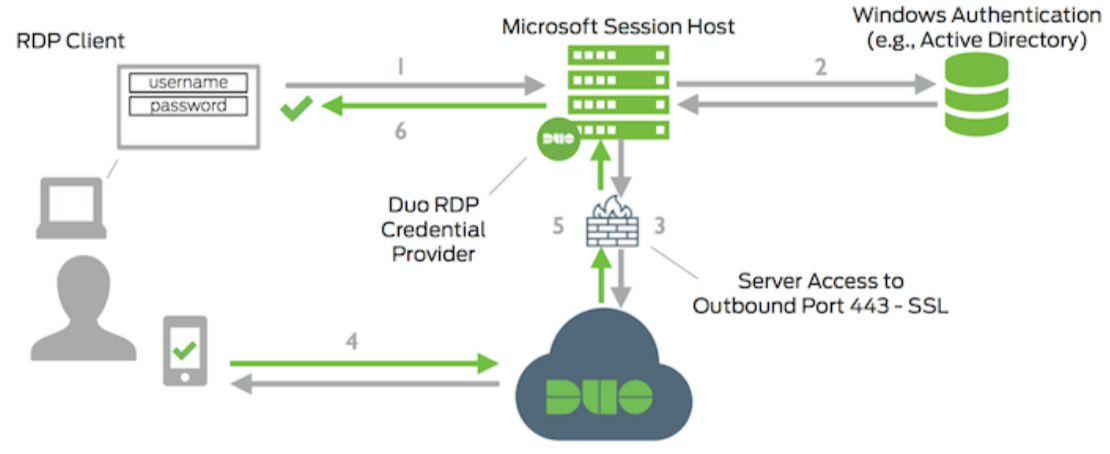 RDP Client
username
password
1
6
Microsoft Session Host
DUO
2
Windows Authentication
(e.g., Active Directory)
Duo RDP
Credential
Provider
5
3
Server Access to
Outbound Port 443 - SSL
4
DUO